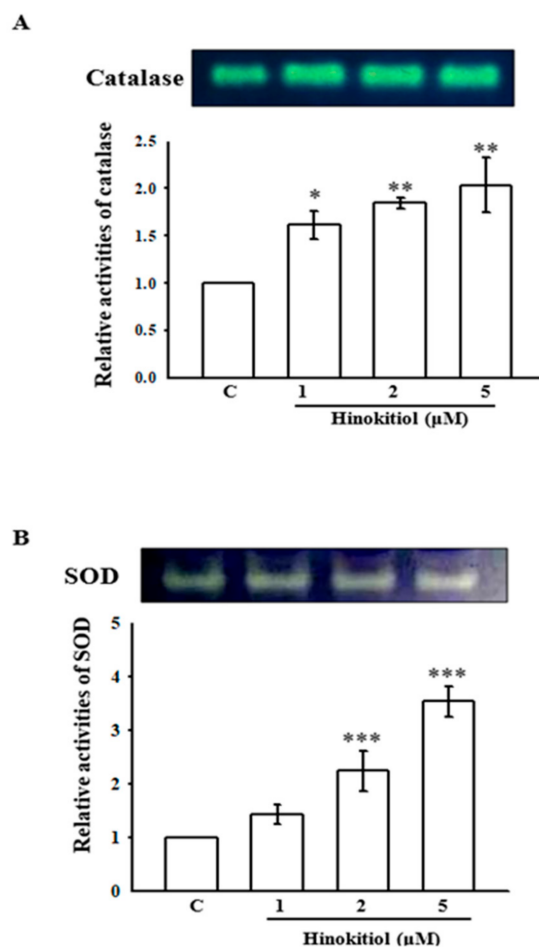 A
Catalase
Relative activities of catalase
2.5
2.0
1.5
1.0
0.5
0.0
*
**
**
C
1
2
5
Hinokitiol (µM)
B
SOD
Relative activities of SOD
5
4
3
2
1
0
***
***
C
1
2
5
Hinokitiol (µM)